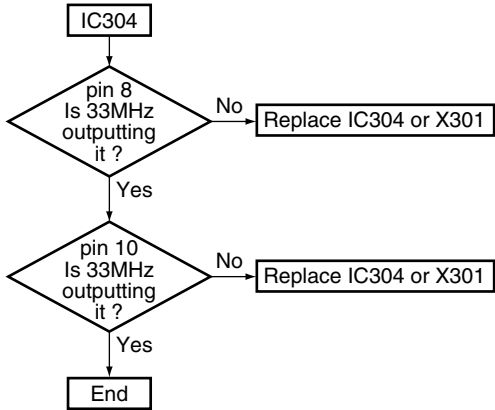 IC304
pin 8
Is 33MHz
outputting
it ?
No
Replace IC304 or X301
Yes
pin 10
Is 33MHz
outputting
it ?
No
Replace IC304 or X301
Yes
End